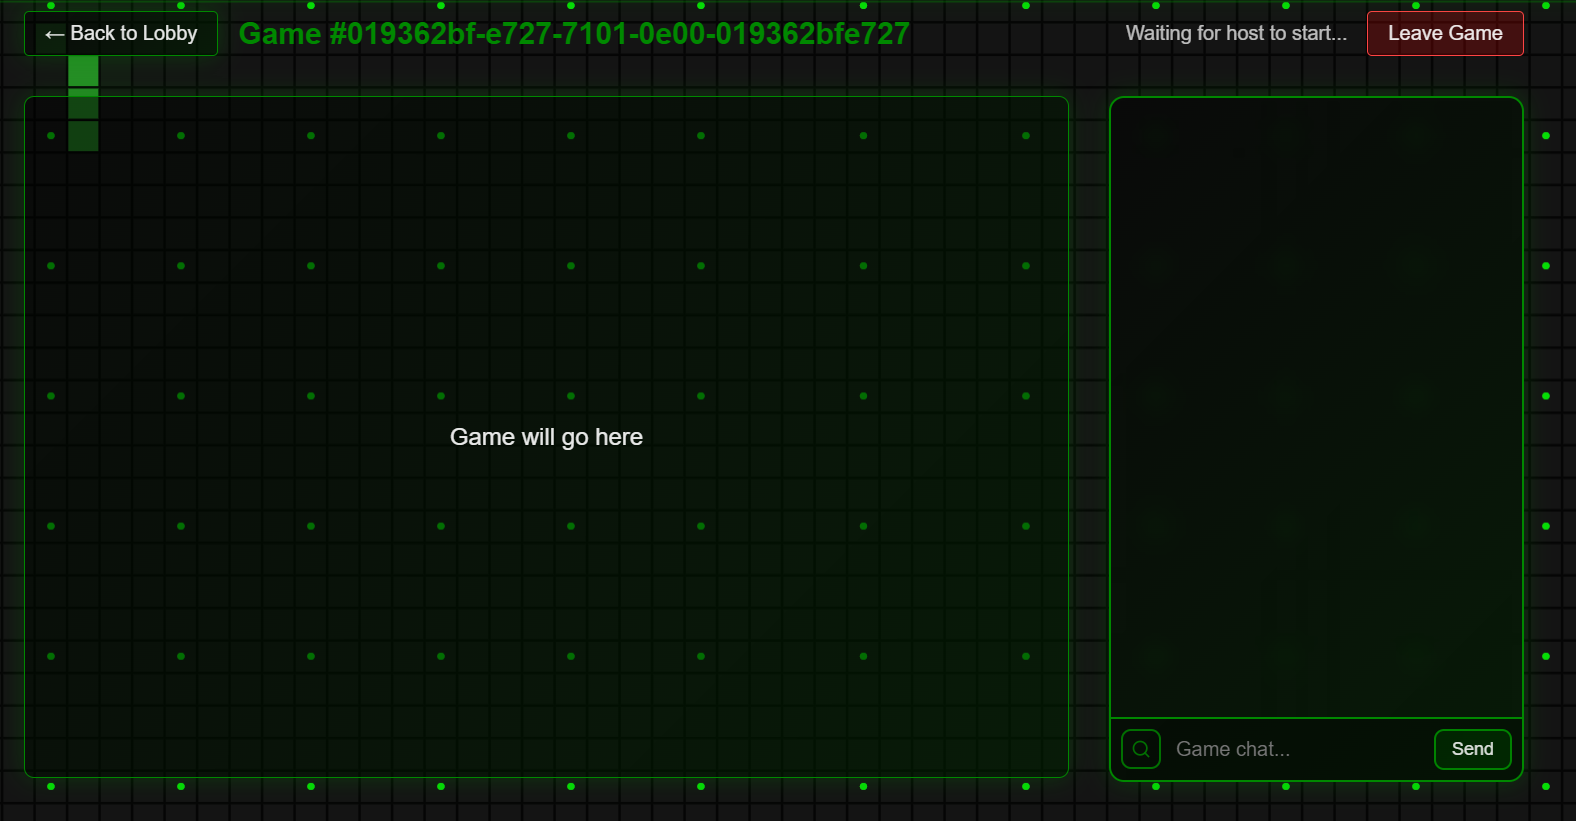 ← Back to Lobby
Game #019362bf-e727-7101-0e00-019362bfe727
Waiting for host to start...
Leave Game
Game will go here
Game chat...
Send